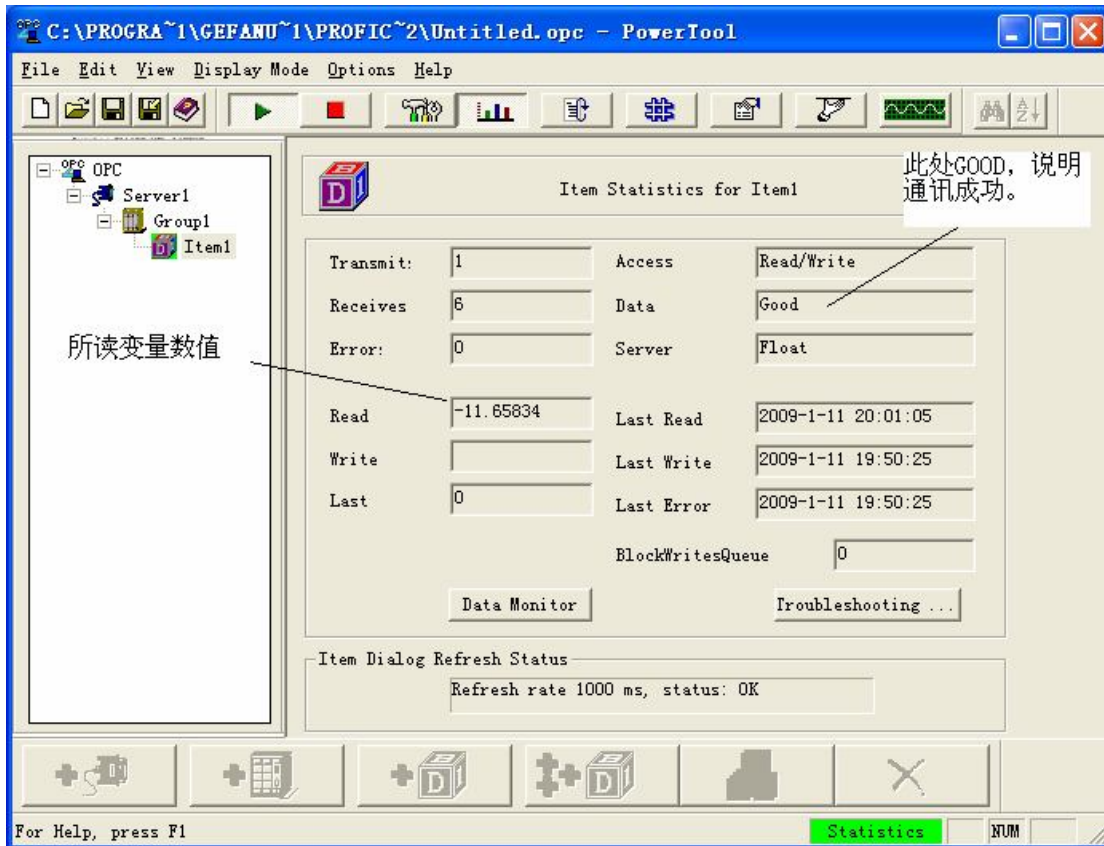 C:\PROGRA~1\GEFANU~1\PROFIC~2\Untitled.opc - PowerTool
File Edit View Display Mode Options Help
OPC
Server1
Group1
Item1
Item Statistics for Item1
此处GOOD，说明
通讯成功。
Transmit: 1 Access Read/Write
Receives 6 Data Good
所读变量数值
Error: 0 Server Float
Read -11.65834 Last Read 2009-1-11 20:01:05
Write Last Write 2009-1-11 19:50:25
Last 0 Last Error 2009-1-11 19:50:25
BlockWritesQueue 0
Data Monitor Troubleshooting ...
Item Dialog Refresh Status
Refresh rate 1000 ms, status: OK
For Help, press F1 Statistics NUM